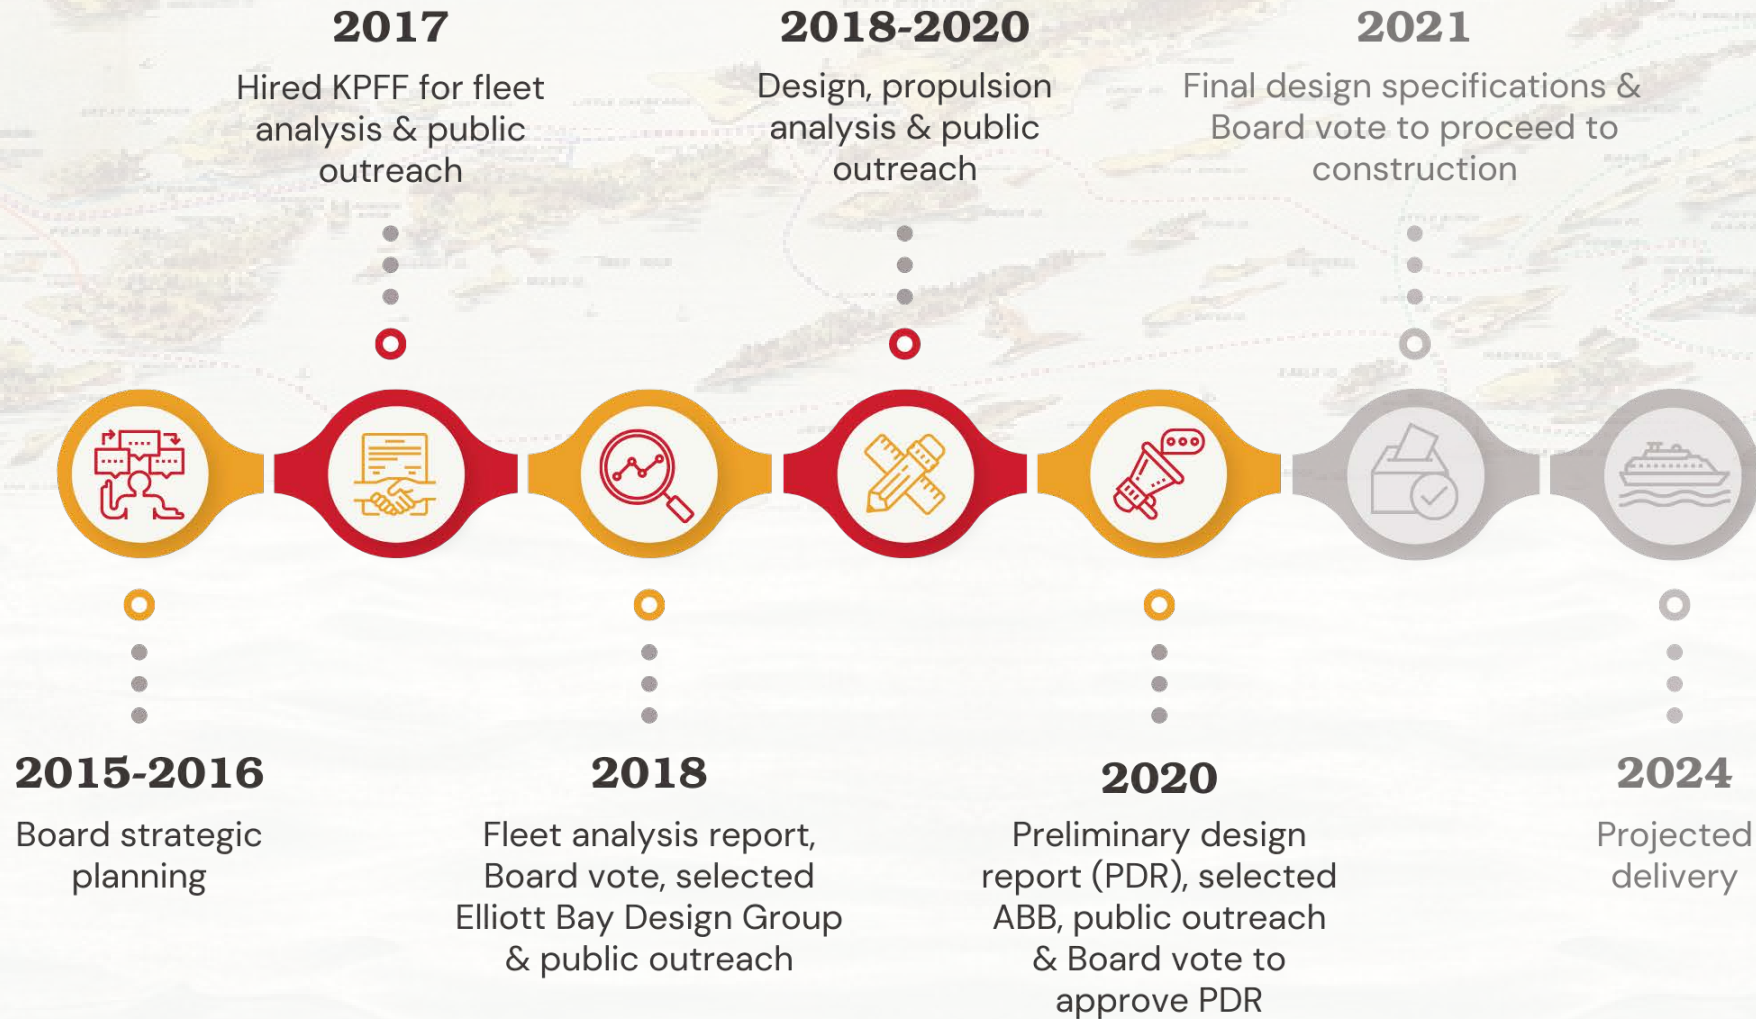 2017
Hired KPFF for fleet
analysis & public
outreach
2018-2020
Design, propulsion
analysis & public
outreach
2021
Final design specifications &
Board vote to proceed to
construction
2015-2016
Board strategic
planning
2018
Fleet analysis report,
Board vote, selected
Elliott Bay Design Group
& public outreach
2020
Preliminary design
report (PDR), selected
ABB, public outreach
& Board vote to
approve PDR
2024
Projected
delivery